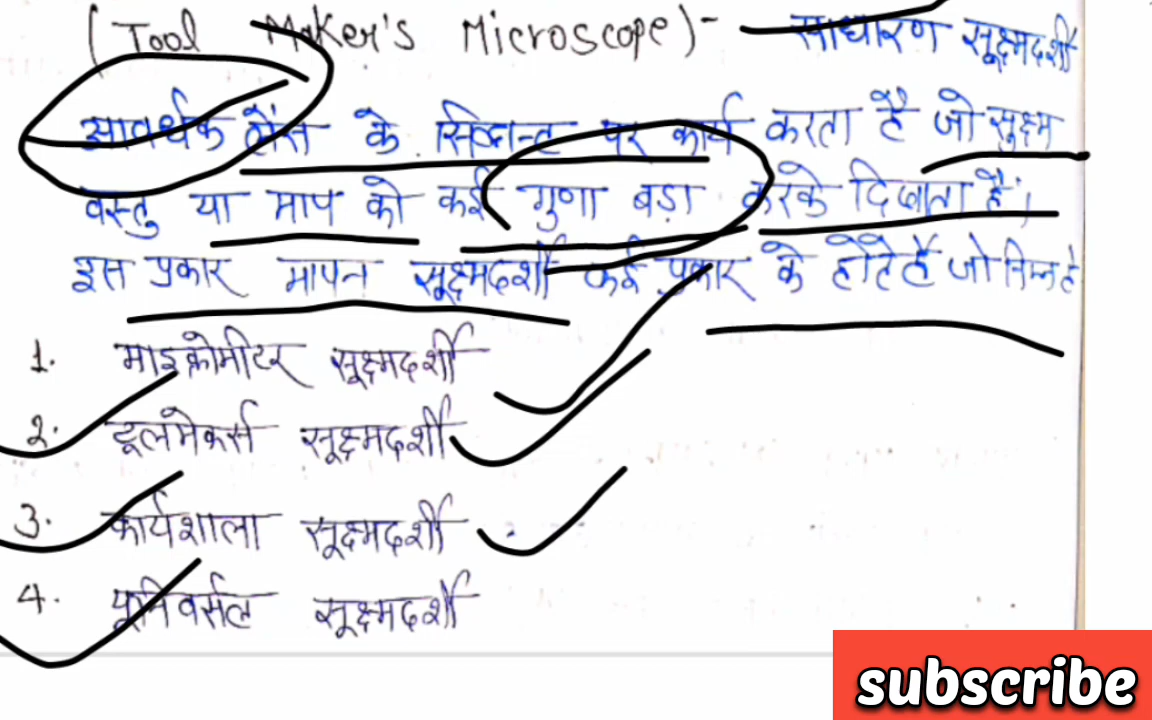 (Tool Maker's Microscope)- साधारण सूक्ष्मदर्शी
आवर्धक लैंस के सिद्धान्त पर कार्य करता है जो सूक्ष्म
वस्तु या माप को कई गुणा बड़ा करके दिखाता है।
इस प्रकार मापन सूक्ष्मदर्शी कई प्रकार के होते हैं जो निम्न है
1. माइक्रोमीटर सूक्ष्मदर्शी
2. टूलमेकर्स सूक्ष्मदर्शी
3. कार्यशाला सूक्ष्मदर्शी
4. यूनिवर्सल सूक्ष्मदर्शी
subscribe